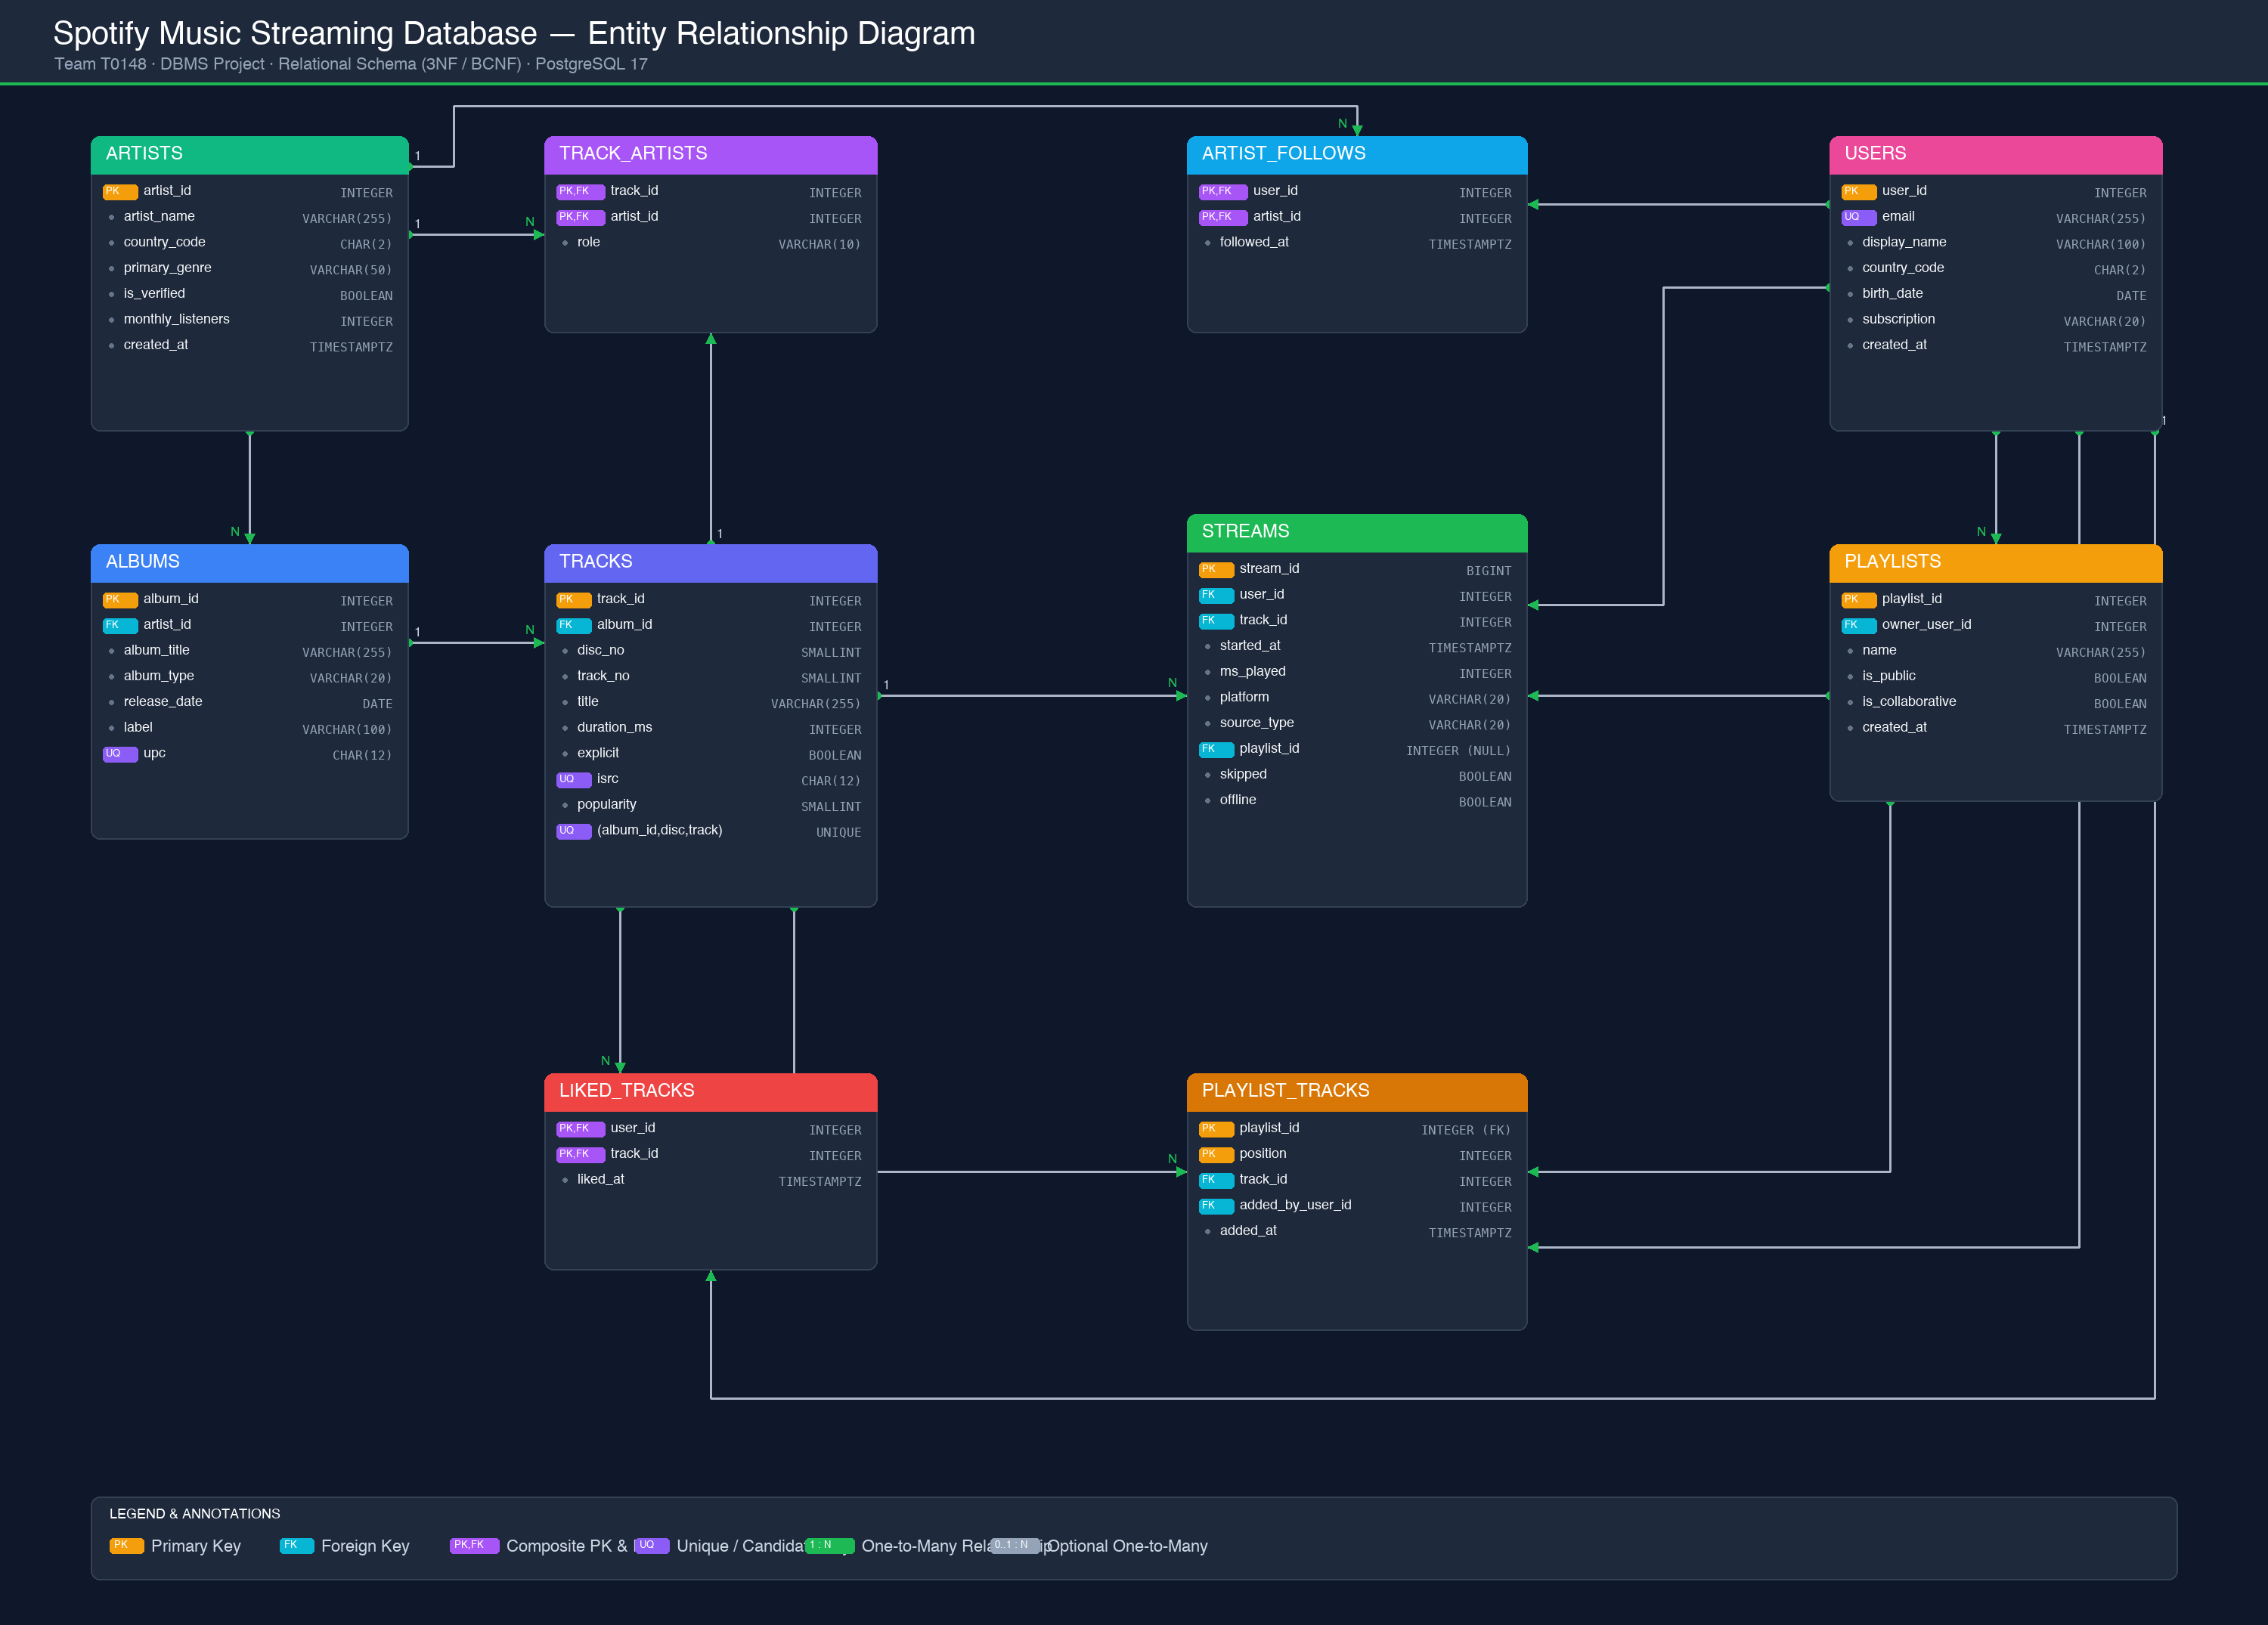 Spotify Music Streaming Database — Entity Relationship Diagram
Team T0148 · DBMS Project · Relational Schema (3NF / BCNF) · PostgreSQL 17
ARTISTS
PK artist_id INTEGER
artist_name VARCHAR(255)
country_code CHAR(2)
primary_genre VARCHAR(50)
is_verified BOOLEAN
monthly_listeners INTEGER
created_at TIMESTAMPTZ
1
1
N
TRACK_ARTISTS
PK,FK track_id INTEGER
PK,FK artist_id INTEGER
role VARCHAR(10)
N
ARTIST_FOLLOWS
PK,FK user_id INTEGER
PK,FK artist_id INTEGER
followed_at TIMESTAMPTZ
USERS
PK user_id INTEGER
UQ email VARCHAR(255)
display_name VARCHAR(100)
country_code CHAR(2)
birth_date DATE
subscription VARCHAR(20)
created_at TIMESTAMPTZ
1
N
ALBUMS
PK album_id INTEGER
FK artist_id INTEGER
album_title VARCHAR(255)
album_type VARCHAR(20)
release_date DATE
label VARCHAR(100)
UQ upc CHAR(12)
1
N
1
TRACKS
PK track_id INTEGER
FK album_id INTEGER
disc_no SMALLINT
track_no SMALLINT
title VARCHAR(255)
duration_ms INTEGER
explicit BOOLEAN
UQ isrc CHAR(12)
popularity SMALLINT
UQ (album_id,disc,track) UNIQUE
1
N
STREAMS
PK stream_id BIGINT
FK user_id INTEGER
FK track_id INTEGER
started_at TIMESTAMPTZ
ms_played INTEGER
platform VARCHAR(20)
source_type VARCHAR(20)
FK playlist_id INTEGER (NULL)
skipped BOOLEAN
offline BOOLEAN
N
PLAYLISTS
PK playlist_id INTEGER
FK owner_user_id INTEGER
name VARCHAR(255)
is_public BOOLEAN
is_collaborative BOOLEAN
created_at TIMESTAMPTZ
N
LIKED_TRACKS
PK,FK user_id INTEGER
PK,FK track_id INTEGER
liked_at TIMESTAMPTZ
N
PLAYLIST_TRACKS
PK playlist_id INTEGER (FK)
PK position INTEGER
FK track_id INTEGER
FK added_by_user_id INTEGER
added_at TIMESTAMPTZ
LEGEND & ANNOTATIONS
PK Primary Key
FK Foreign Key
PK,FK Composite PK &
UQ Unique /
1 : N One-to-Many
0..1 : N Optional One-to-Many